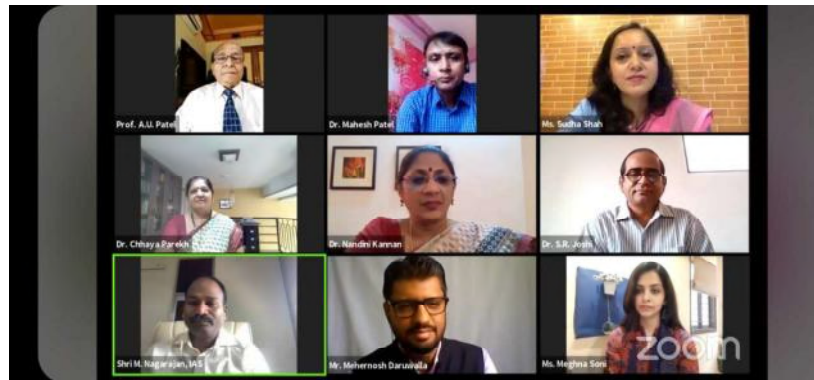 Prof. A.U. Patel
Dr. Mahesh Patel
Ms. Sudha Shah
Dr. Chhaya Parekh
Dr. Nandini Kannan
Dr. S.R. Joshi
Shri M. Nagarajan, IAS
Mr. Mehernosh Daruwalla
Ms. Meghna Soni
zoom